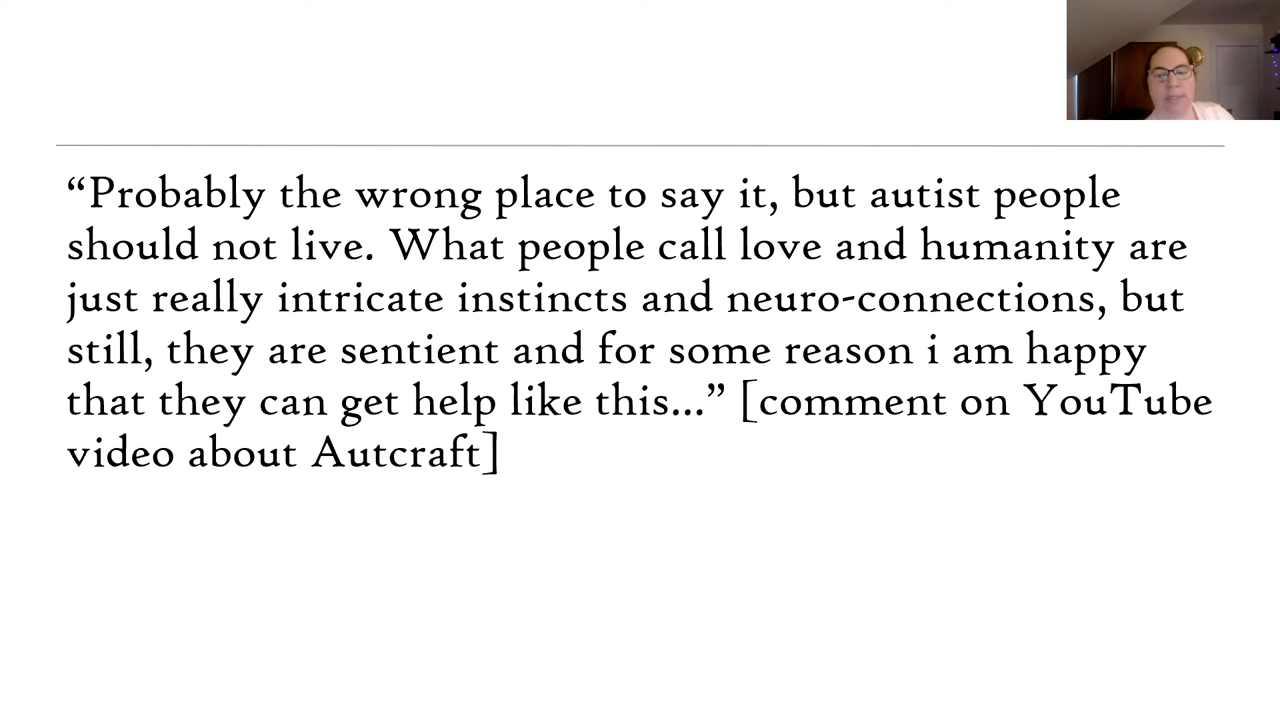 “Probably the wrong place to say it, but autist people
should not live. What people call love and humanity are
just really intricate instincts and neuro-connections, but
still, they are sentient and for some reason i am happy
that they can get help like this...” [comment on YouTube
video about Autcraft]